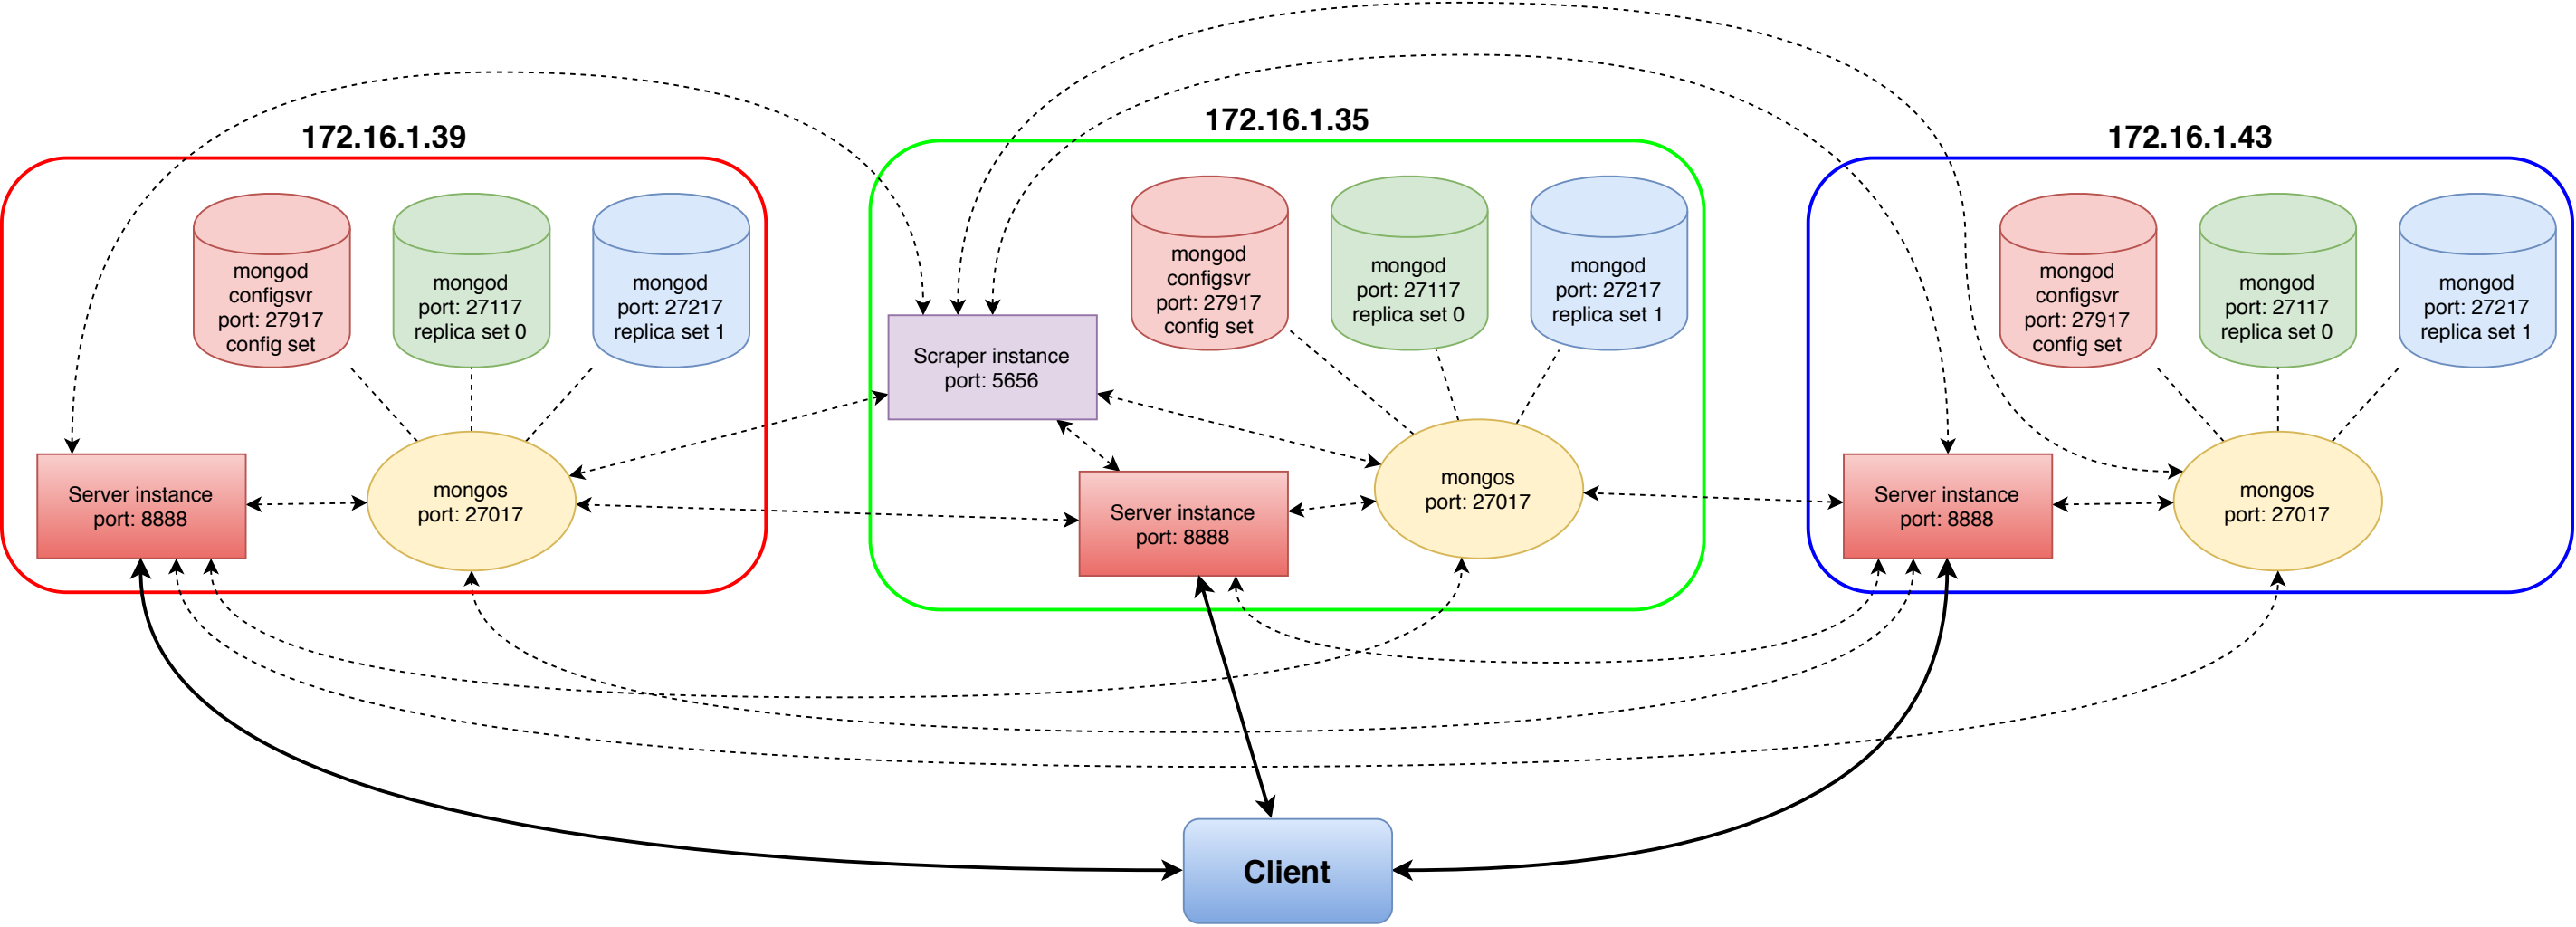 172.16.1.39
mongod
configsvr
port: 27917
config set
mongod
port: 27117
replica set 0
mongod
port: 27217
replica set 1
Server instance
port: 8888
mongos
port: 27017
172.16.1.35
mongod
configsvr
port: 27917
config set
mongod
port: 27117
replica set 0
mongod
port: 27217
replica set 1
Scraper instance
port: 5656
Server instance
port: 8888
mongos
port: 27017
172.16.1.43
mongod
configsvr
port: 27917
config set
mongod
port: 27117
replica set 0
mongod
port: 27217
replica set 1
Server instance
port: 8888
mongos
port: 27017
Client